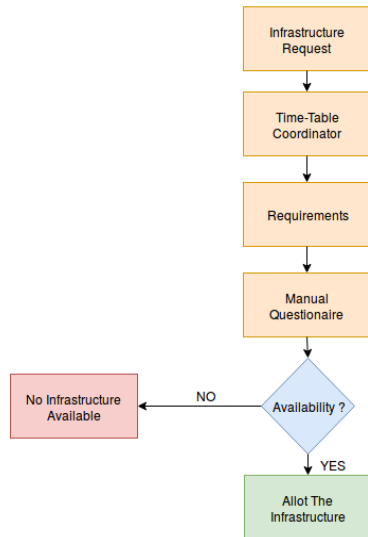 Infrastructure
Request
Time-Table
Coordinator
Requirements
Manual
Questionaire
Availability ?
NO
No Infrastructure
Available
YES
Allot The
Infrastructure